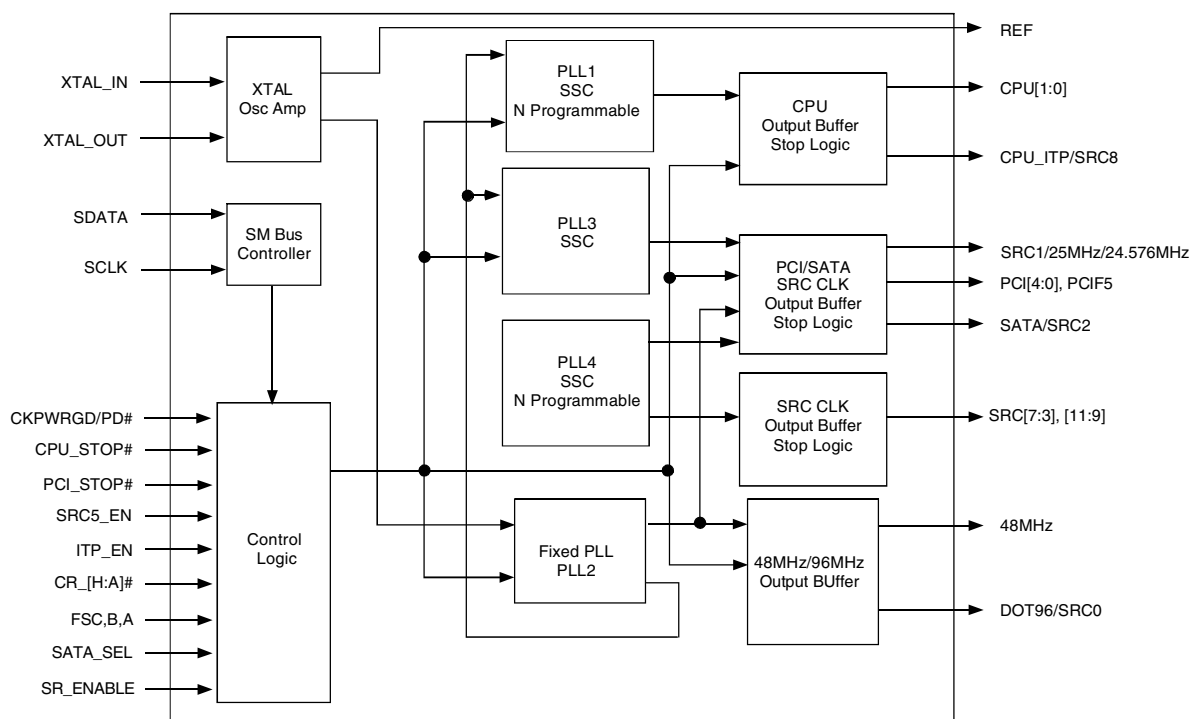 REF
XTAL_IN
XTAL_OUT
XTAL
Osc Amp
PLL1
SSC
N Programmable
CPU
Output Buffer
Stop Logic
CPU[1:0]
CPU_ITP/SRC8
SDATA
SCLK
SM Bus
Controller
PLL3
SSC
PCI/SATA
SRC CLK
Output Buffer
Stop Logic
SRC1/25MHz/24.576MHz
PCI[4:0], PCIF5
SATA/SRC2
PLL4
SSC
N Programmable
SRC CLK
Output Buffer
Stop Logic
SRC[7:3], [11:9]
CKPWRGD/PD#
CPU_STOP#
PCI_STOP#
SRC5_EN
ITP_EN
CR_[H:A]#
FSC,B,A
SATA_SEL
SR_ENABLE
Control
Logic
Fixed PLL
PLL2
48MHz/96MHz
Output BUffer
48MHz
DOT96/SRC0